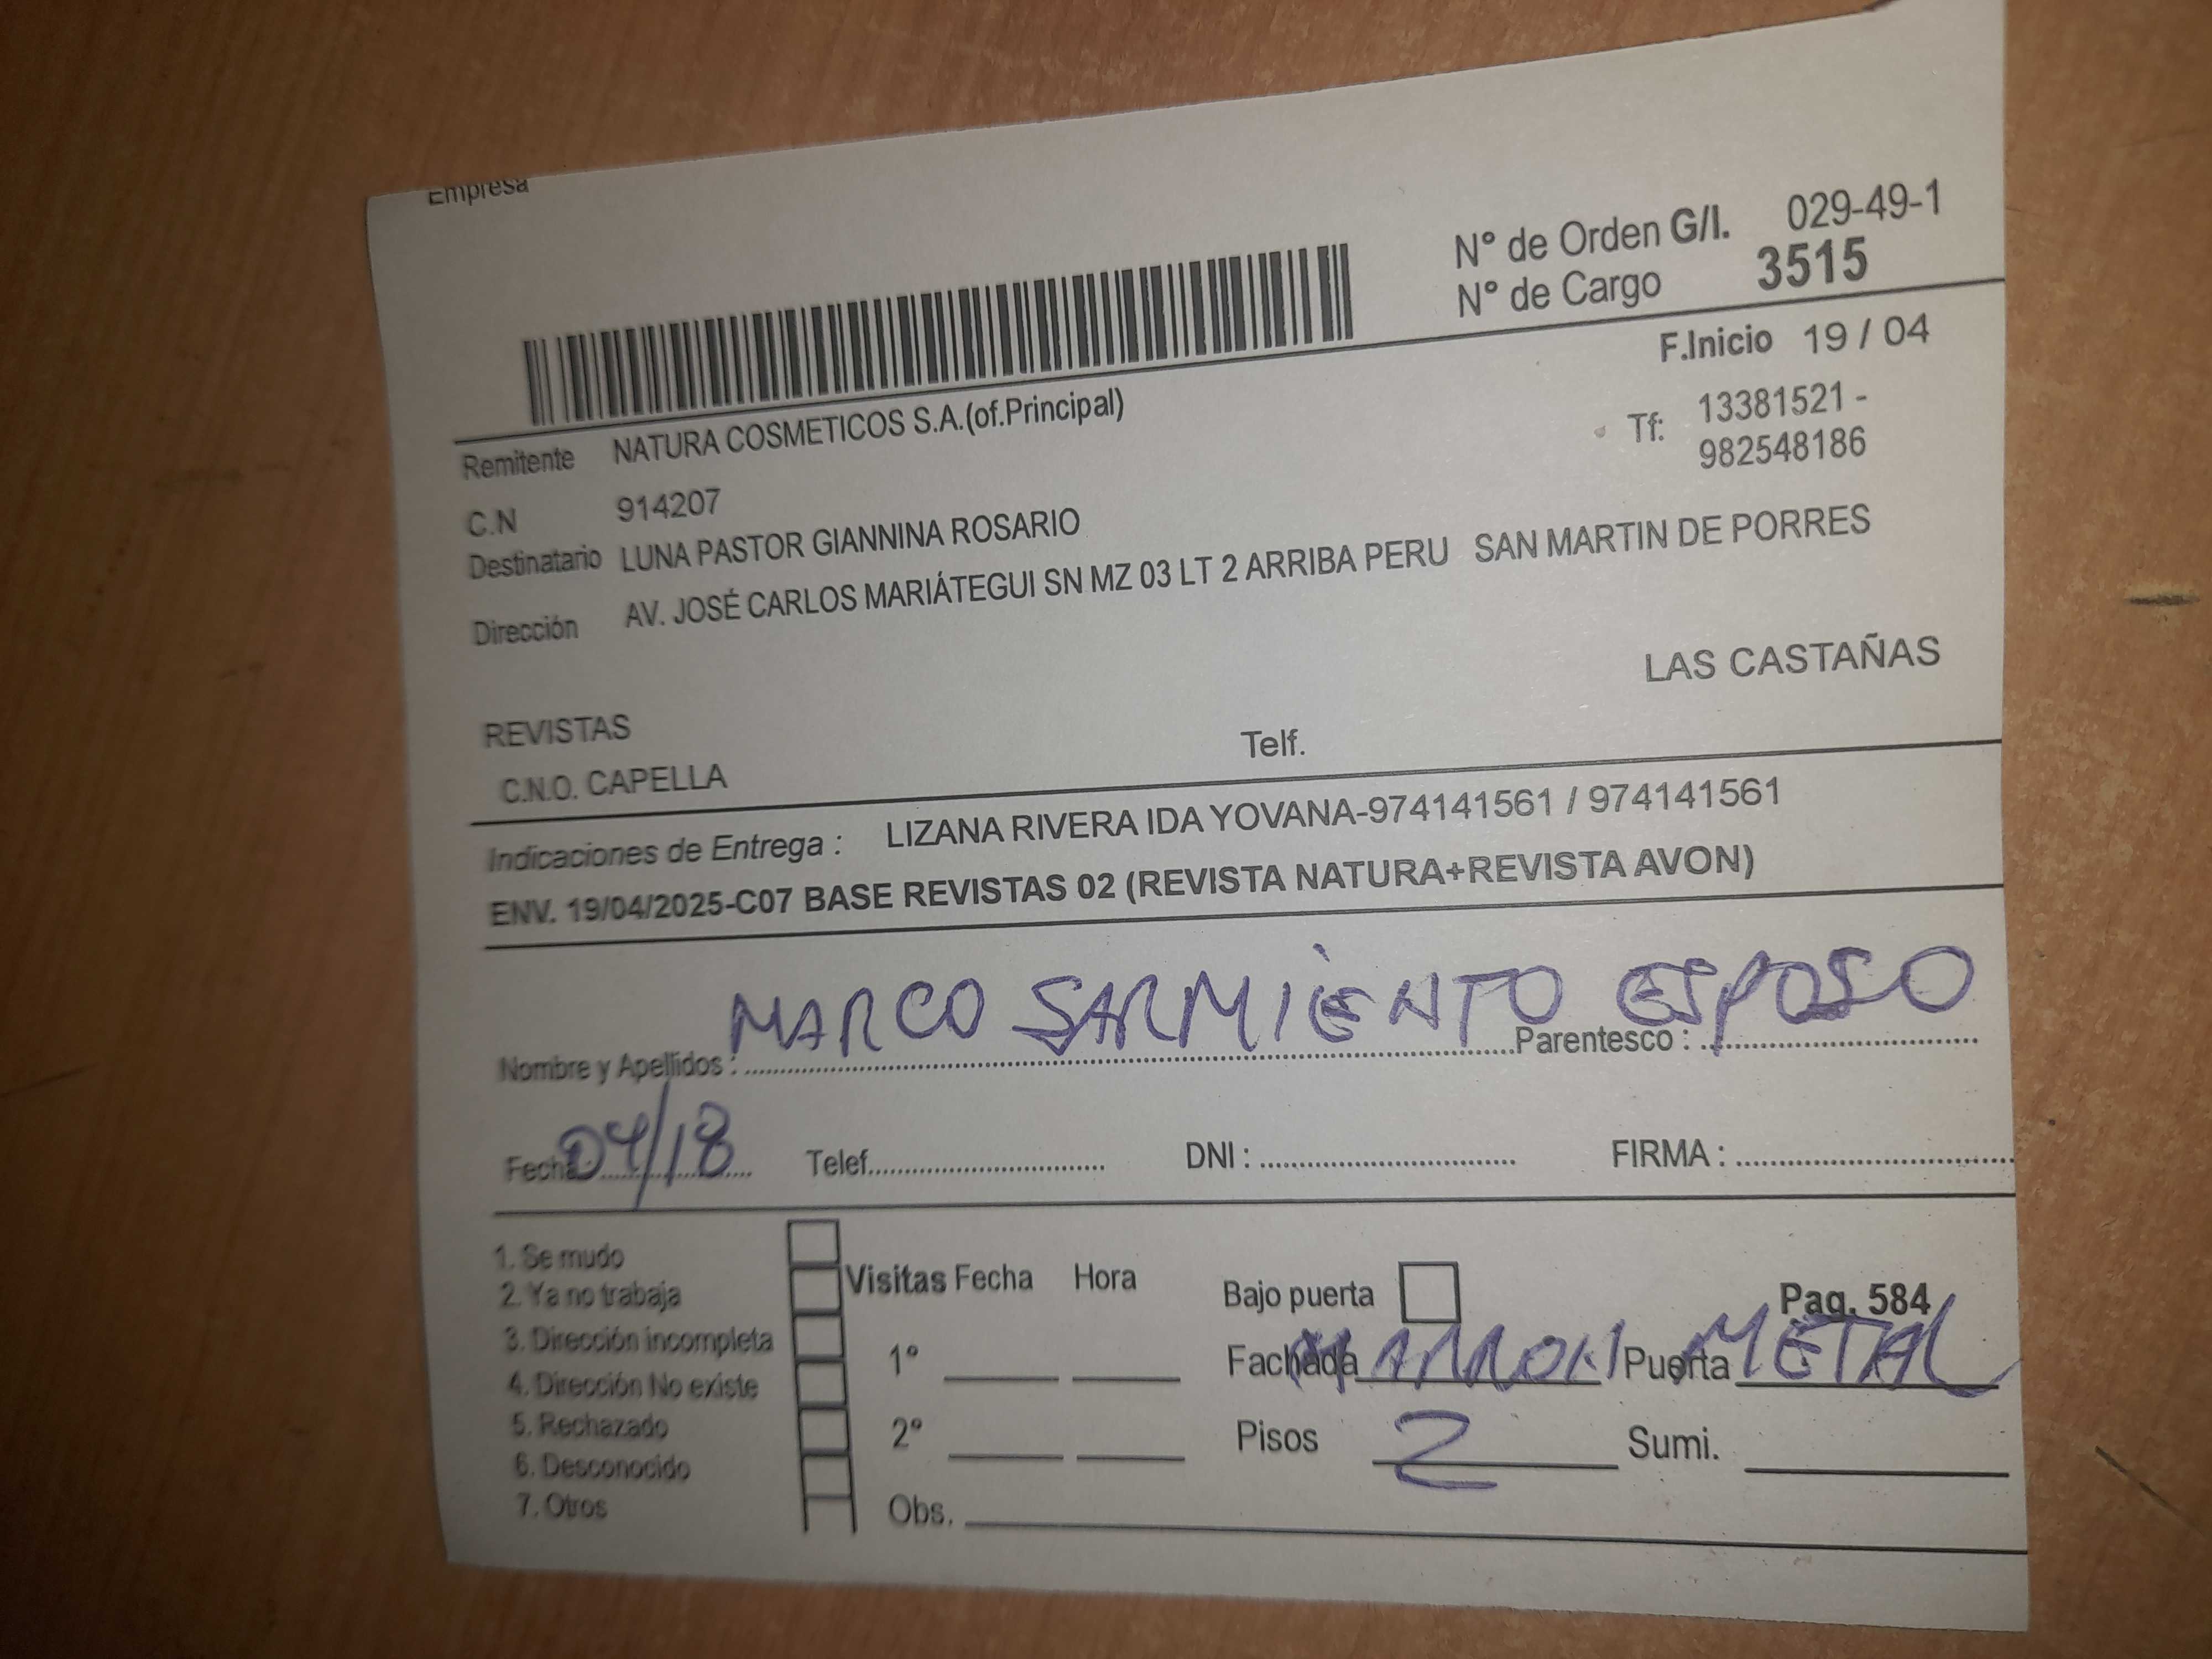 Empresa
N° de Orden G/I. 029-49-1
N° de Cargo 3515
F.Inicio 19 / 04
Remitente NATURA COSMETICOS S.A.(of.Principal)
Tf: 13381521 -
982548186
C.N 914207
Destinatario LUNA PASTOR GIANNINA ROSARIO
Dirección AV. JOSÉ CARLOS MARIÁTEGUI SN MZ 03 LT 2 ARRIBA PERU SAN MARTIN DE PORRES
LAS CASTAÑAS
REVISTAS
C.N.O. CAPELLA Telf.
Indicaciones de Entrega : LIZANA RIVERA IDA YOVANA-974141561 / 974141561
ENV. 19/04/2025-C07 BASE REVISTAS 02 (REVISTA NATURA+REVISTA AVON)
Nombre y Apellidos : MARCO SARMIENTO Parentesco : ESPOSO
Fecha: 04/18 Telef. DNI : FIRMA :
1. Se mudo
2. Ya no trabaja
3. Dirección incompleta
4. Dirección No existe
5. Rechazado
6. Desconocido
7. Otros
Visitas Fecha Hora
1°
2°
Obs.
Bajo puerta Pag. 584
Fachada MARRON Puerta METAL
Pisos 2 Sumi.